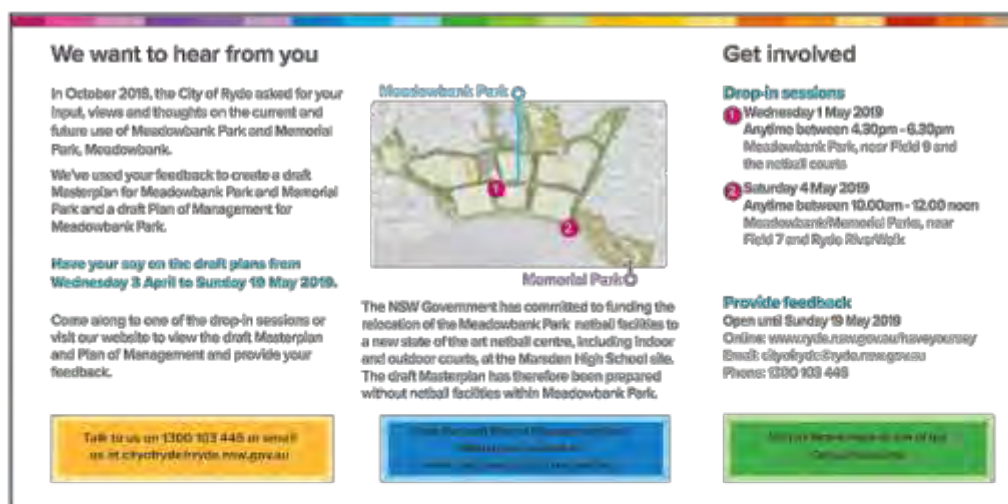 We want to hear from you
In October 2018, the City of Ryde asked for your
input, views and thoughts on the current and
future use of Meadowbank Park and Memorial
Park, Meadowbank.
We've used your feedback to create a draft
Masterplan for Meadowbank Park and Memorial
Park and a draft Plan of Management for
Meadowbank Park.
Have your say on the draft plans from
Wednesday 3 April to Sunday 19 May 2019.
Come along to one of the drop-in sessions or
visit our website to view the draft Masterplan
and Plan of Management and provide your
feedback.
Talk to us on 1300 103 445 or email
us at cityofryde@ryde.nsw.gov.au
Meadowbank Park
1
2
Memorial Park
The NSW Government has committed to funding the
relocation of the Meadowbank Park netball facilities to
a new state of the art netball centre, including indoor
and outdoor courts, at the Marsden High School site.
The draft Masterplan has therefore been prepared
without netball facilities within Meadowbank Park.
Get involved
Drop-in sessions
1 Wednesday 1 May 2019
Anytime between 4.30pm - 6.30pm
Meadowbank Park, near Field 9 and
the netball courts
2 Saturday 4 May 2019
Anytime between 10.00am - 12.00 noon
Meadowbank/Memorial Parks, near
Field 7 and Ryde RiverWalk
Provide feedback
Open until Sunday 19 May 2019
Online: www.ryde.nsw.gov.au/haveyoursay
Email: cityofryde@ryde.nsw.gov.au
Phone: 1300 103 445